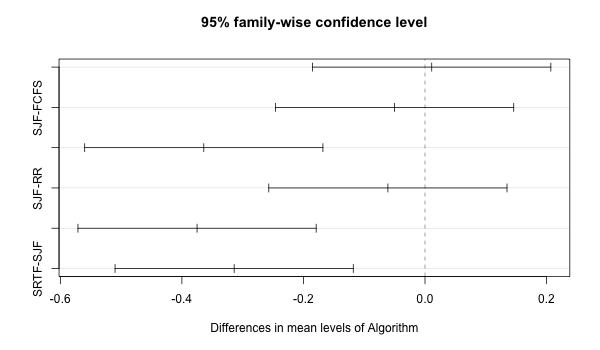 95% family-wise confidence level
SJF-FCFS
SJF-RR
SRTF-SJF
-0.6
-0.4
-0.2
0.0
0.2
Differences in mean levels of Algorithm